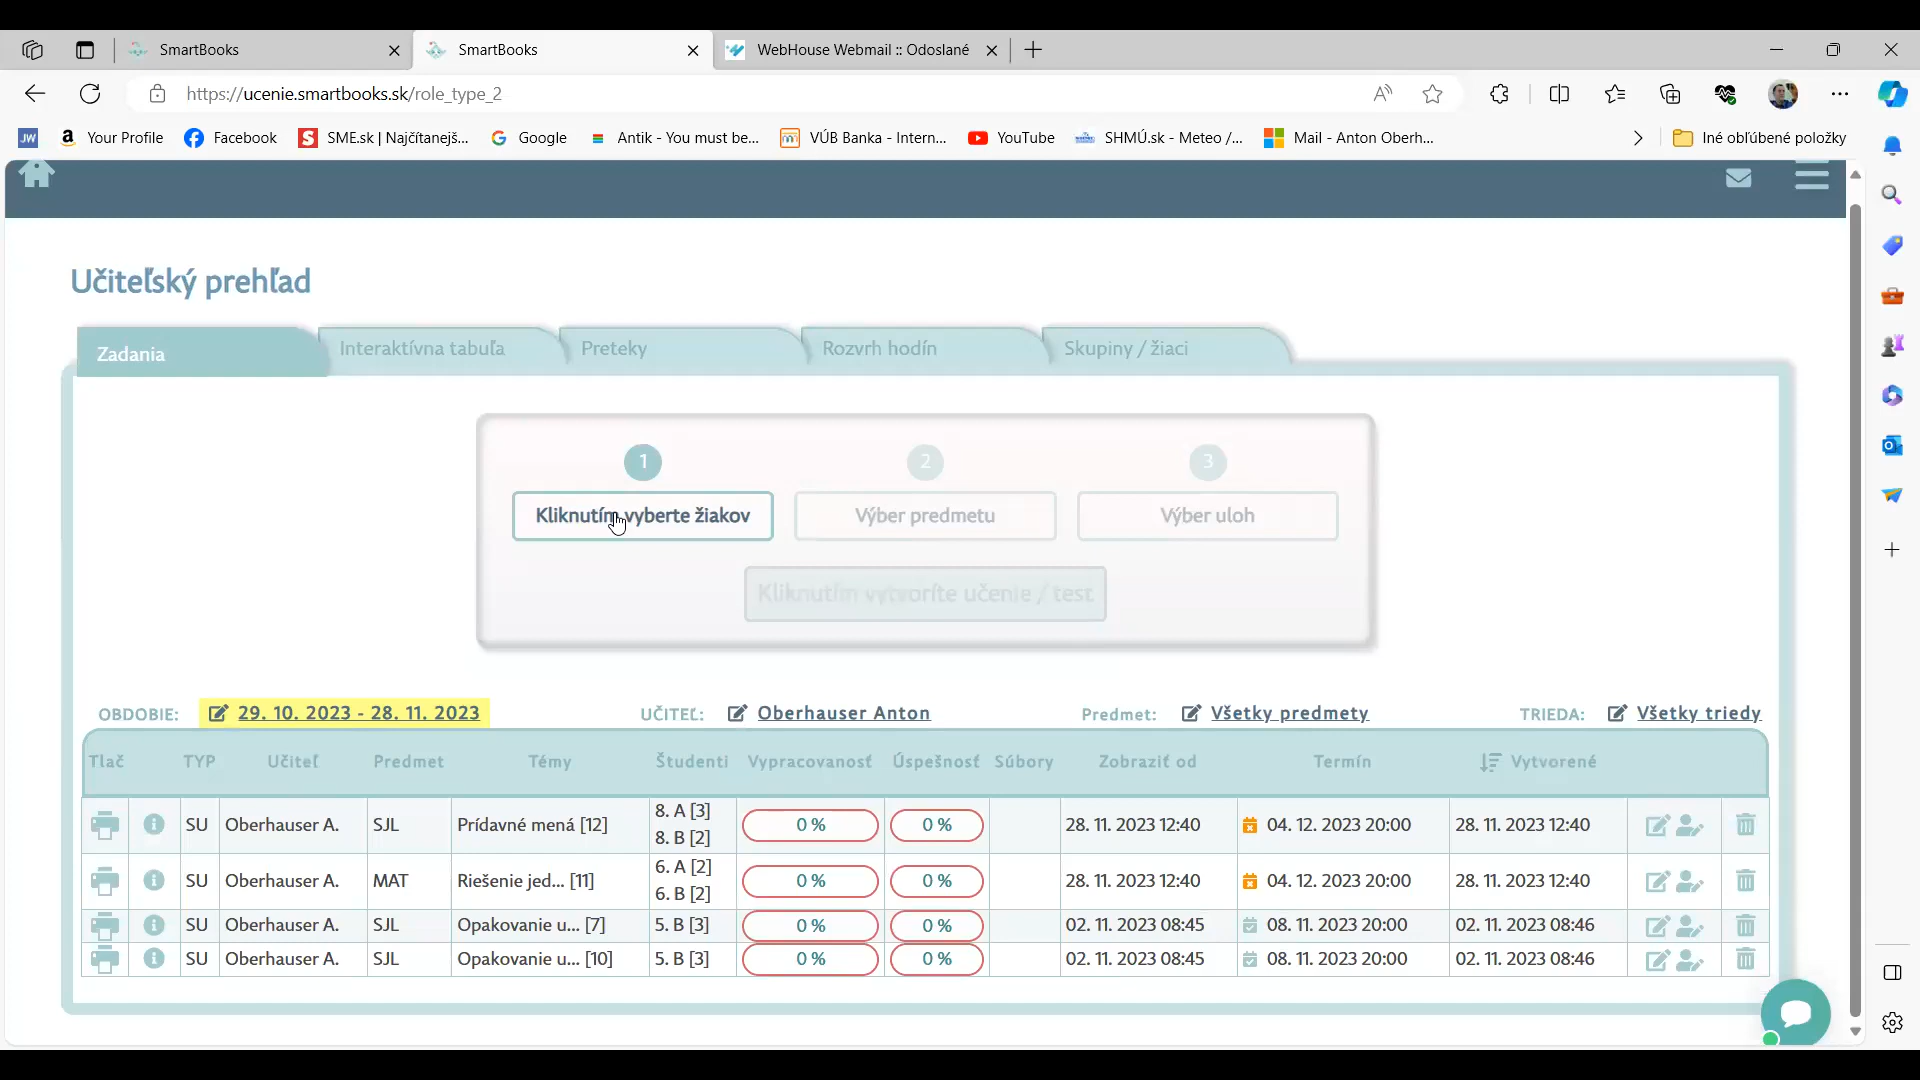 SmartBooks
SmartBooks
WebHouse Webmail :: Odoslané
https://ucenie.smartbooks.sk/role_type_2
JW
Your Profile
Facebook
SME.sk | Najčítanejš...
Google
Antik - You must be...
VÚB Banka - Intern...
YouTube
SHMÚ.sk - Meteo /...
Mail - Anton Oberh...
Iné obľúbené položky
Učiteľský prehľad
Zadania
Interaktívna tabuľa
Preteky
Rozvrh hodín
Skupiny / žiaci
1 2 3
Kliknutím vyberte žiakov
Výber predmetu
Výber uloh
Kliknutím vytvoríte učenie / test
OBDOBIE: 29. 10. 2023 - 28. 11. 2023 UČITEĽ: Oberhauser Anton Predmet: Všetky predmety TRIEDA: Všetky triedy
Tlač TYP Učiteľ Predmet Témy Študenti Vypracovanosť Úspešnosť Súbory Zobraziť od Termín Vytvorené
SU Oberhauser A. SJL Prídavné mená [12] 8. A [3] 8. B [2] 0 % 0 % 28. 11. 2023 12:40 04. 12. 2023 20:00 28. 11. 2023 12:40
SU Oberhauser A. MAT Riešenie jed... [11] 6. A [2] 6. B [2] 0 % 0 % 28. 11. 2023 12:40 04. 12. 2023 20:00 28. 11. 2023 12:40
SU Oberhauser A. SJL Opakovanie u... [7] 5. B [3] 0 % 0 % 02. 11. 2023 08:45 08. 11. 2023 20:00 02. 11. 2023 08:46
SU Oberhauser A. SJL Opakovanie u... [10] 5. B [3] 0 % 0 % 02. 11. 2023 08:45 08. 11. 2023 20:00 02. 11. 2023 08:46